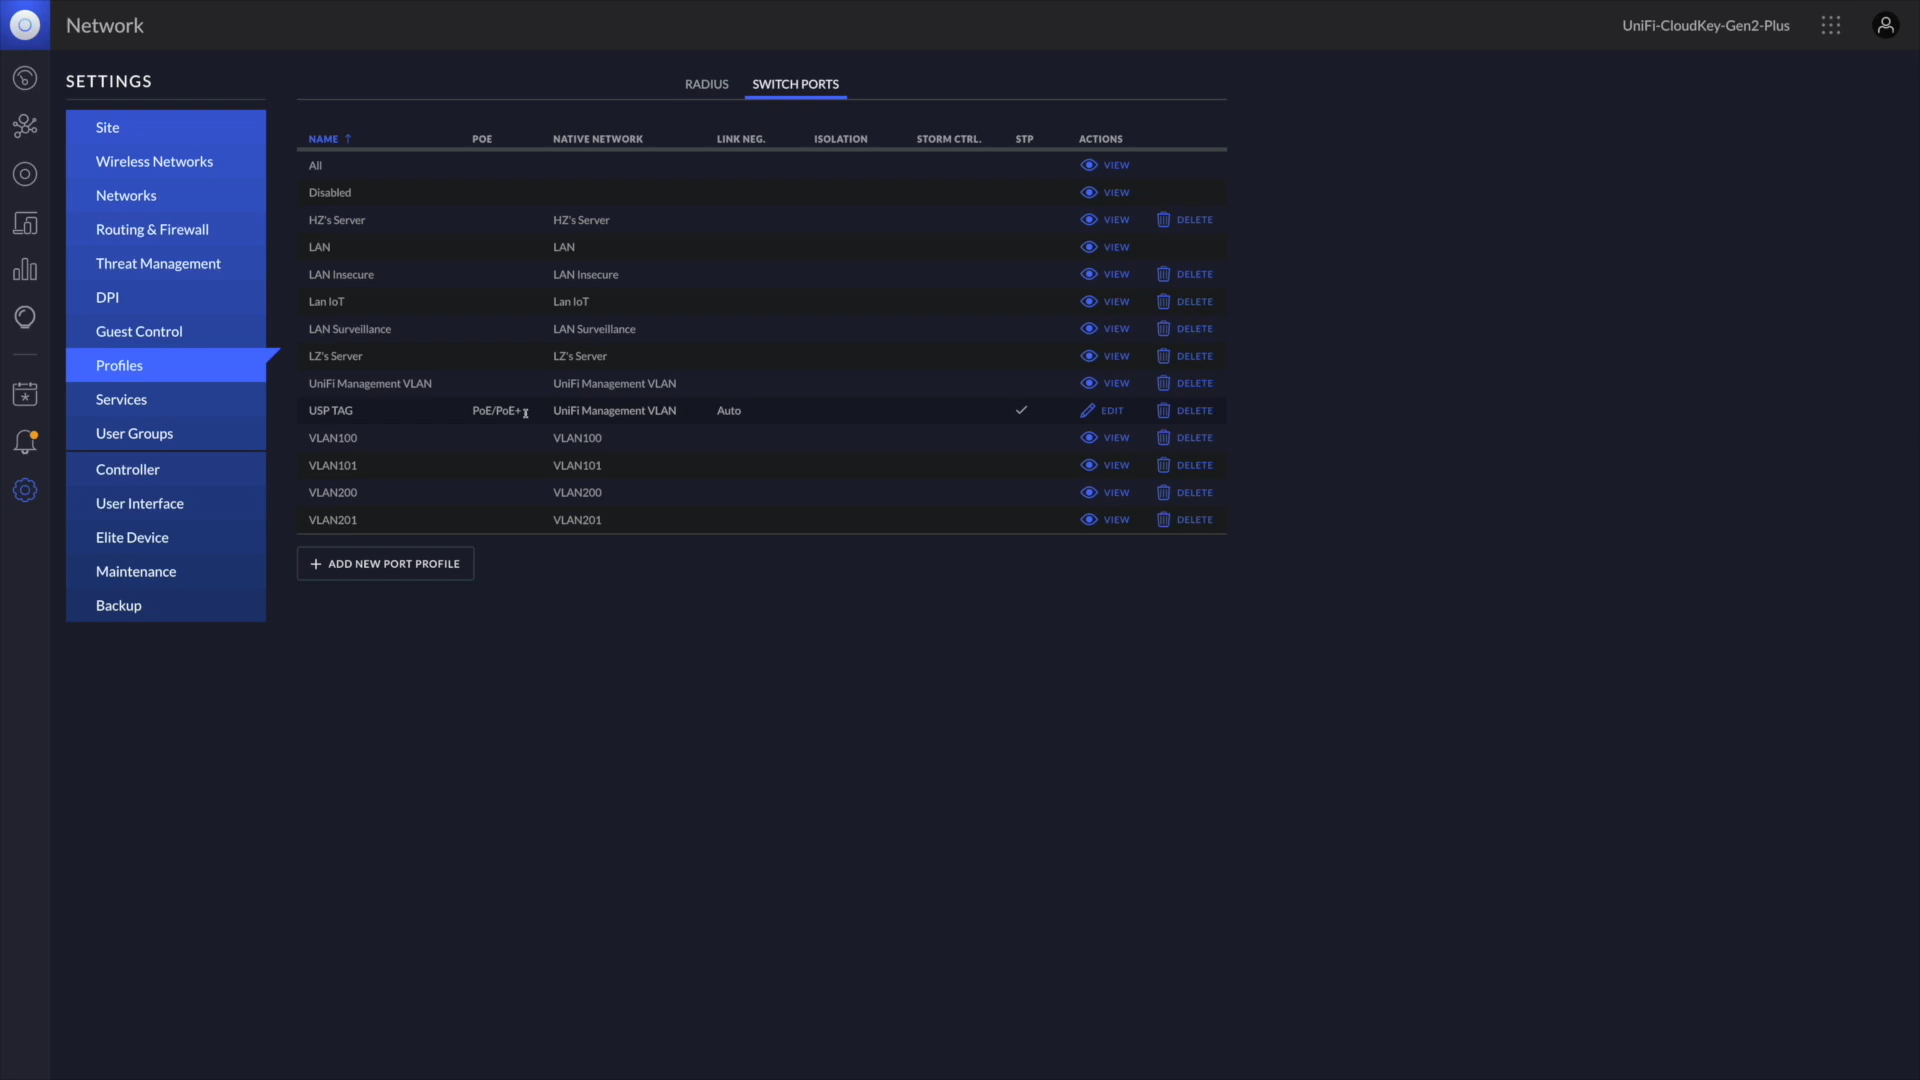 Network
UniFi-CloudKey-Gen2-Plus
SETTINGS
Site
Wireless Networks
Networks
Routing & Firewall
Threat Management
DPI
Guest Control
Profiles
Services
User Groups
Controller
User Interface
Elite Device
Maintenance
Backup
RADIUS SWITCH PORTS
NAME ↑ POE NATIVE NETWORK LINK NEG. ISOLATION STORM CTRL. STP ACTIONS
All VIEW
Disabled VIEW
HZ's Server HZ's Server VIEW DELETE
LAN LAN VIEW
LAN Insecure LAN Insecure VIEW DELETE
Lan IoT Lan IoT VIEW DELETE
LAN Surveillance LAN Surveillance VIEW DELETE
LZ's Server LZ's Server VIEW DELETE
UniFi Management VLAN UniFi Management VLAN VIEW DELETE
USP TAG PoE/PoE+ UniFi Management VLAN Auto EDIT DELETE
VLAN100 VLAN100 VIEW DELETE
VLAN101 VLAN101 VIEW DELETE
VLAN200 VLAN200 VIEW DELETE
VLAN201 VLAN201 VIEW DELETE
+ ADD NEW PORT PROFILE